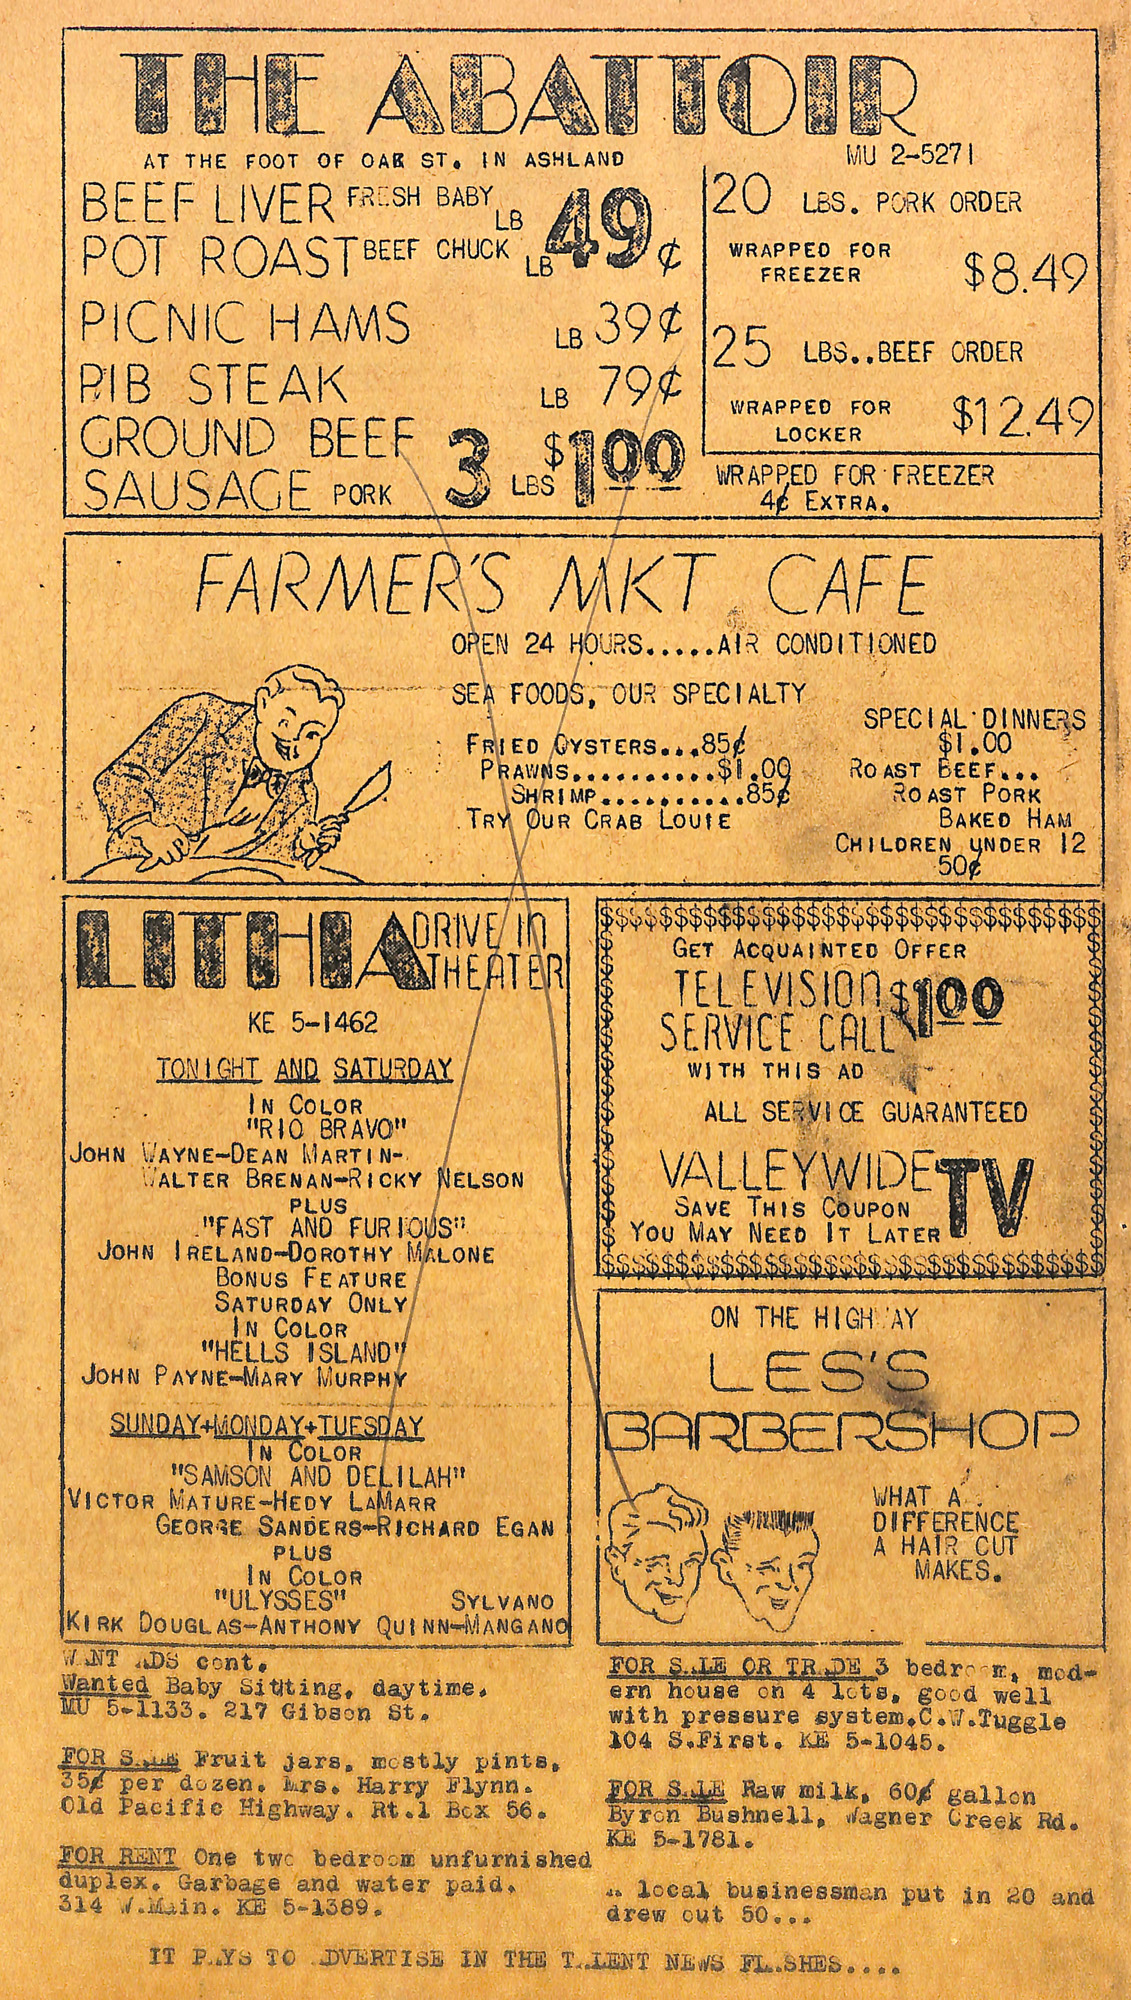 THE ABATTOIR
AT THE FOOT OF OAK ST. IN ASHLAND
MU 2-5271
BEEF LIVER FRESH BABY LB
POT ROAST BEEF CHUCK LB 49¢
PICNIC HAMS LB 39¢
RIB STEAK LB 79¢
GROUND BEEF
SAUSAGE PORK 3 LBS $1.00
20 LBS. PORK ORDER
WRAPPED FOR
FREEZER $8.49
25 LBS..BEEF ORDER
WRAPPED FOR
LOCKER $12.49
WRAPPED FOR FREEZER
4¢ EXTRA.
FARMER'S MKT CAFE
OPEN 24 HOURS.....AIR CONDITIONED
SEA FOODS, OUR SPECIALTY
FRIED OYSTERS...85¢
PRAWNS...........$1.00
SHRIMP...........85¢
TRY OUR CRAB LOUIE
SPECIAL DINNERS
$1.00
ROAST BEEF...
ROAST PORK
BAKED HAM
CHILDREN UNDER 12
50¢
LITHIA DRIVE IN
THEATER
KE 5-1462
TONIGHT AND SATURDAY
IN COLOR
"RIO BRAVO"
JOHN WAYNE-DEAN MARTIN-
WALTER BRENAN-RICKY NELSON
PLUS
"FAST AND FURIOUS"
JOHN IRELAND-DOROTHY MALONE
BONUS FEATURE
SATURDAY ONLY
IN COLOR
"HELLS ISLAND"
JOHN PAYNE-MARY MURPHY
SUNDAY+MONDAY+TUESDAY
IN COLOR
"SAMSON AND DELILAH"
VICTOR MATURE-HEDY LAMARR
GEORGE SANDERS-RICHARD EGAN
PLUS
IN COLOR
"ULYSSES" SYLVANO
KIRK DOUGLAS-ANTHONY QUINN-MANGANO
$$$$$$$$$$$$$$$$$$$$$$$$$$$$$$$$$$
GET ACQUAINTED OFFER
TELEVISION
SERVICE CALL $1.00
WITH THIS AD
ALL SERVICE GUARANTEED
VALLEYWIDE TV
SAVE THIS COUPON
YOU MAY NEED IT LATER
$$$$$$$$$$$$$$$$$$$$$$$$$$$$$$$$$$
ON THE HIGHWAY
LES'S
BARBERSHOP
WHAT A
DIFFERENCE
A HAIR CUT
MAKES.
WANT ADS cont.
Wanted Baby Sitting, daytime.
MU 5-1133. 217 Gibson St.
FOR SALE Fruit jars, mostly pints,
35¢ per dozen. Mrs. Harry Flynn.
Old Pacific Highway. Rt.1 Box 56.
FOR RENT One two bedroom unfurnished
duplex. Garbage and water paid.
314 W.Main. KE 5-1389.
FOR SALE OR TRADE 3 bedroom, mod-
ern house on 4 lots, good well
with pressure system.C.W.Tuggle
104 S.First. KE 5-1045.
FOR SALE Raw milk, 60¢ gallon
Byron Bushnell, Wagner Creek Rd.
KE 5-1781.
A local businessman put in 20 and
drew out 50...
IT PAYS TO ADVERTISE IN THE TALENT NEWS FLASHES....